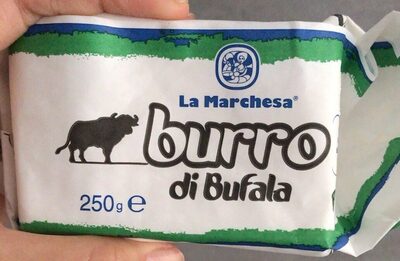 La Marchesa®
burro
di Bufala
250g e